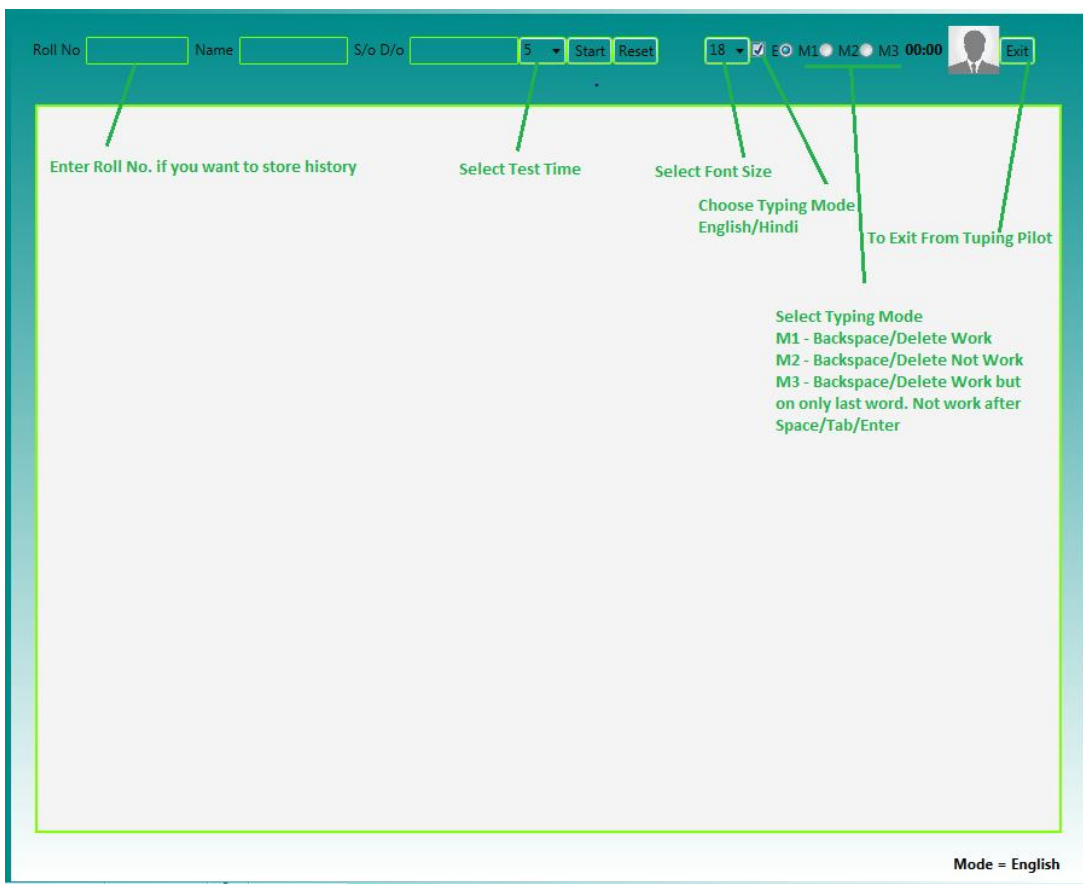 Roll No Name S/o D/o 5 Start Reset 18 E M1 M2 M3 00:00 Exit
Enter Roll No. if you want to store history
Select Test Time
Select Font Size
Choose Typing Mode
English/Hindi
To Exit From Tuping Pilot
Select Typing Mode
M1 - Backspace/Delete Work
M2 - Backspace/Delete Not Work
M3 - Backspace/Delete Work but
on only last word. Not work after
Space/Tab/Enter
Mode = English